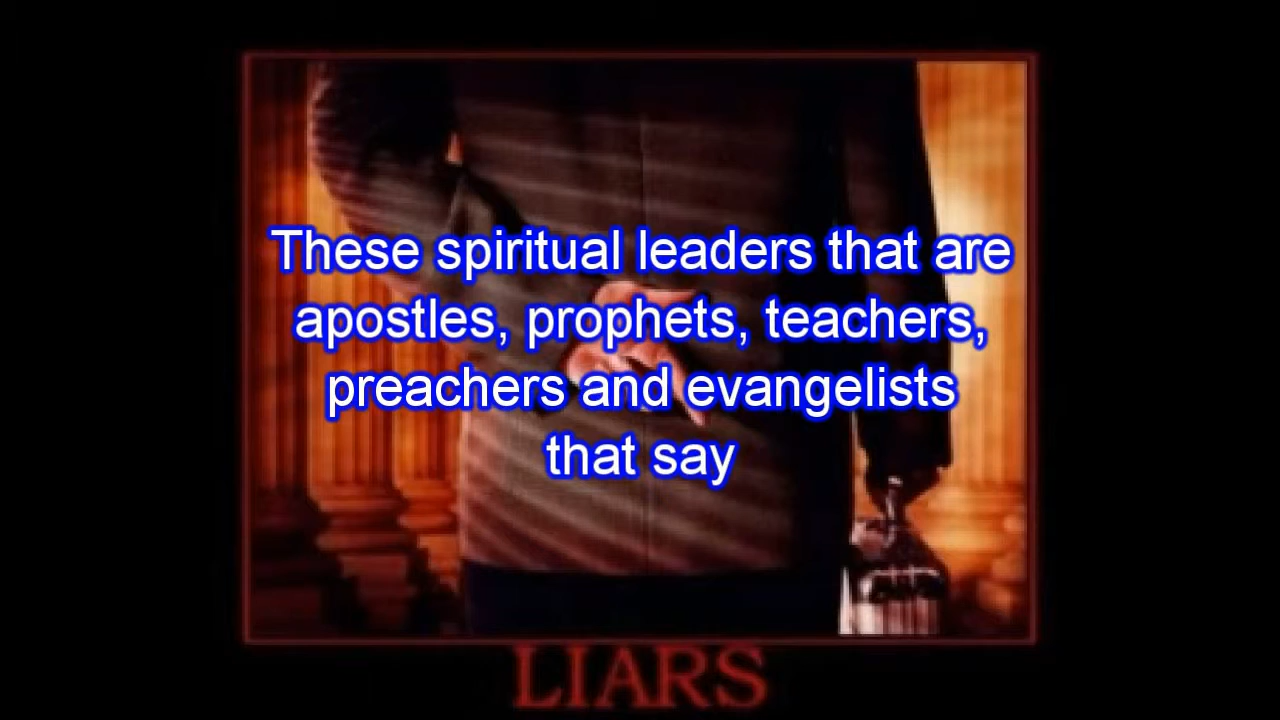 These spiritual leaders that are
apostles, prophets, teachers,
preachers and evangelists
that say
LIARS